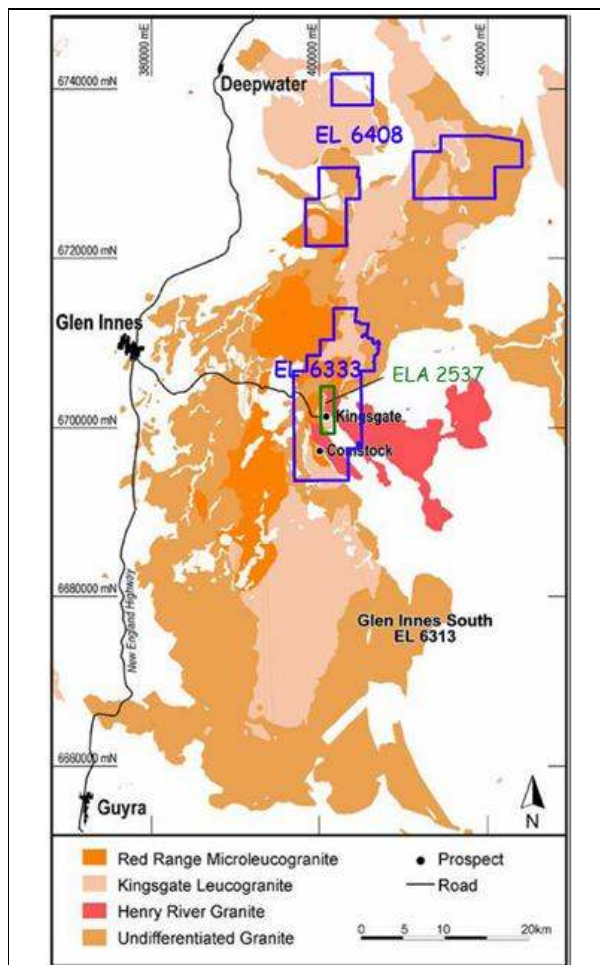 380000 mE
400000 mE
420000 mE
6740000 mN
Deepwater
EL 6408
6720000 mN
Glen Innes
EL 6333
ELA 2537
6700000 mN
Kingsgate
Comstock
6680000 mN
Glen Innes South
EL 6313
New England Highway
6660000 mN
Guyra
N
Red Range Microleucogranite
Prospect
Kingsgate Leucogranite
Road
Henry River Granite
Undifferentiated Granite
0 5 10 20km